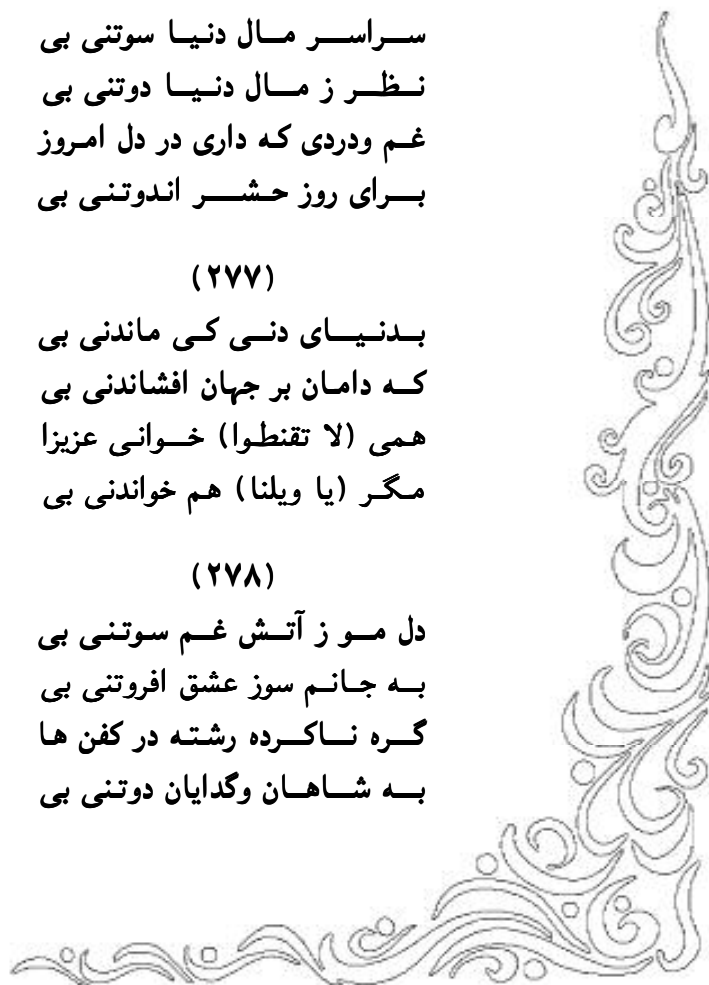 سراسر مال دنیا سوتنی بی
نظر ز مال دنیا دوتنی بی
غم ودردی که داری در دل امروز
برای روز حشر اندوتنی بی
(۲۷۷)
بدنیای دنی کی ماندنی بی
که دامان بر جهان افشاندنی بی
همی (لا تقنطوا) خوانی عزیزا
مگر (یا ویلنا) هم خواندنی بی
(۲۷۸)
دل مو ز آتش غم سوتنی بی
به جانم سوز عشق افروتنی بی
گره ناکرده رشته در کفن ها
به شاهان وگدایان دوتنی بی